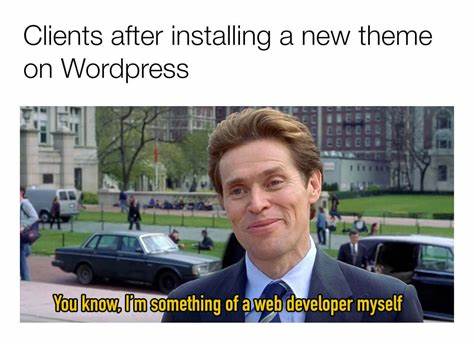 Clients after installing a new theme
on Wordpress
You know, I'm something of a web developer myself